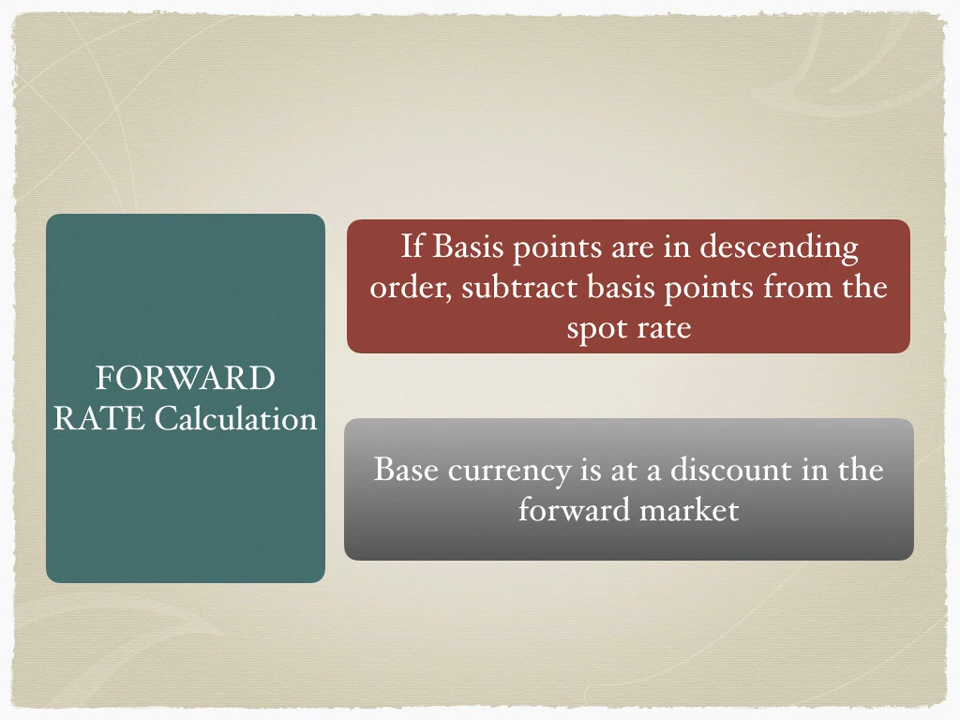 FORWARD
RATE Calculation
If Basis points are in descending
order, subtract basis points from the
spot rate
Base currency is at a discount in the
forward market